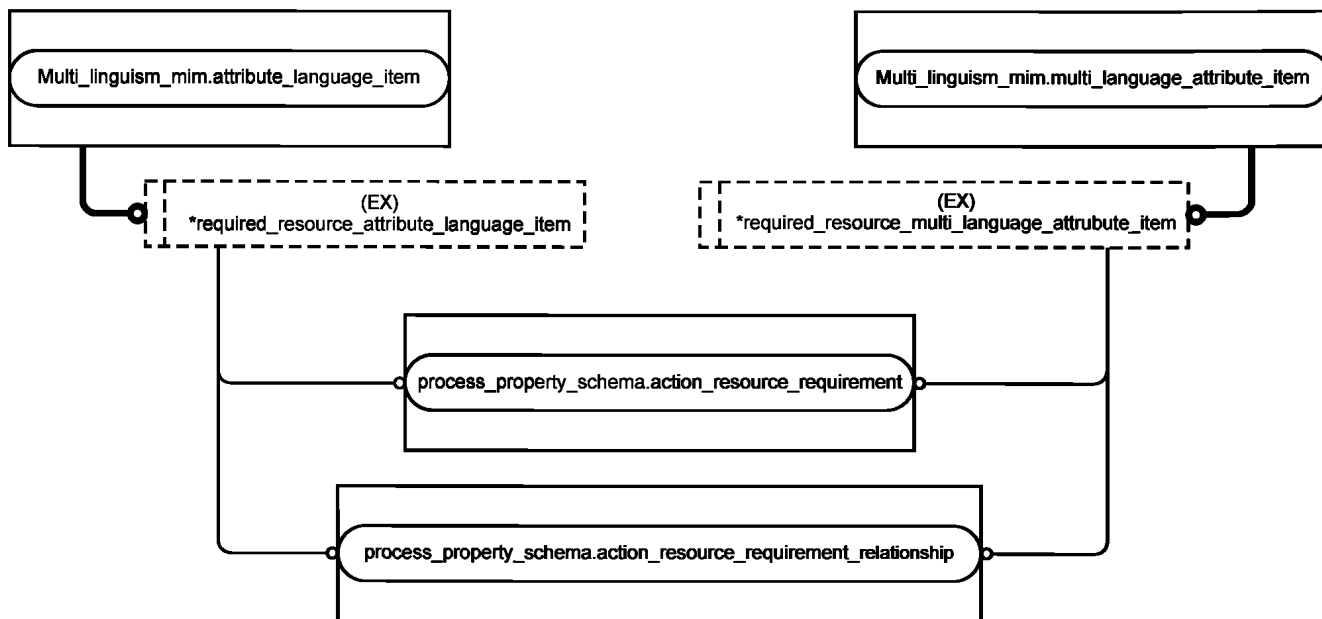 Multi_linguism_mim.attribute_language_item
Multi_linguism_mim.multi_language_attribute_item
(EX)
*required_resource_attribute_language_item
(EX)
*required_resource_multi_language_attrubute_item
process_property_schema.action_resource_requirement
process_property_schema.action_resource_requirement_relationship